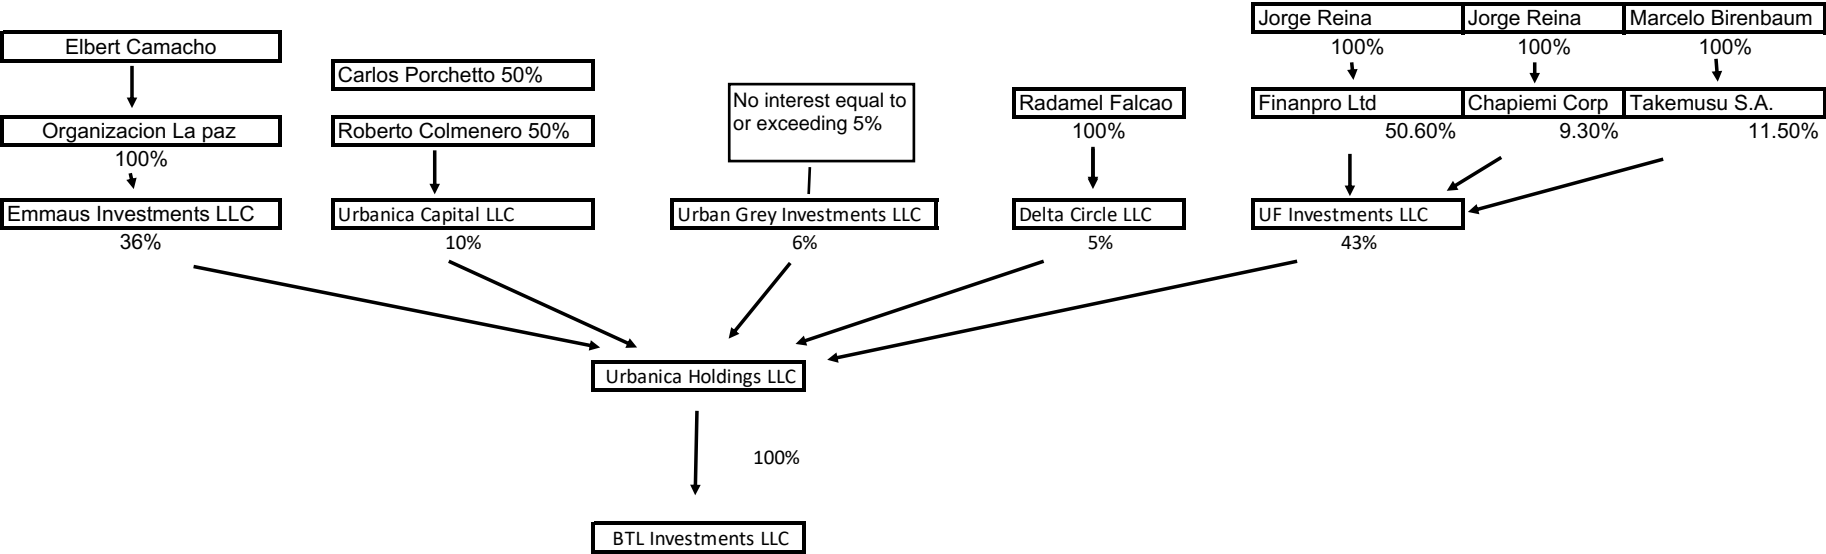 Jorge Reina
Jorge Reina
Marcelo Birenbaum
Elbert Camacho
100%
100%
100%
Carlos Porchetto 50%
No interest equal to
or exceeding 5%
Radamel Falcao
Finanpro Ltd
Chapiemi Corp
Takemusu S.A.
Organizacion La paz
Roberto Colmenero 50%
100%
50.60%
9.30%
11.50%
100%
Emmaus Investments LLC
Urbanica Capital LLC
Urban Grey Investments LLC
Delta Circle LLC
UF Investments LLC
36%
10%
6%
5%
43%
Urbanica Holdings LLC
100%
BTL Investments LLC